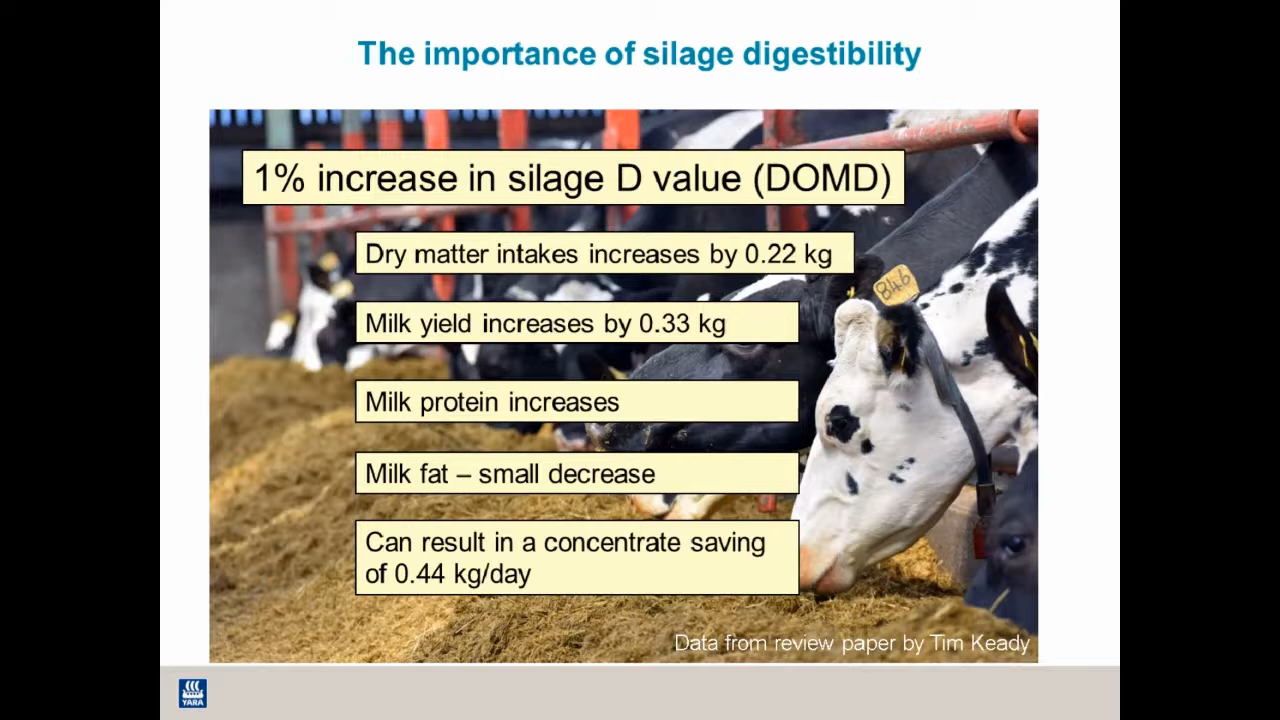 The importance of silage digestibility
1% increase in silage D value (DOMD)
Dry matter intakes increases by 0.22 kg
846
Milk yield increases by 0.33 kg
Milk protein increases
Milk fat – small decrease
Can result in a concentrate saving
of 0.44 kg/day
Data from review paper by Tim Keady
YARA